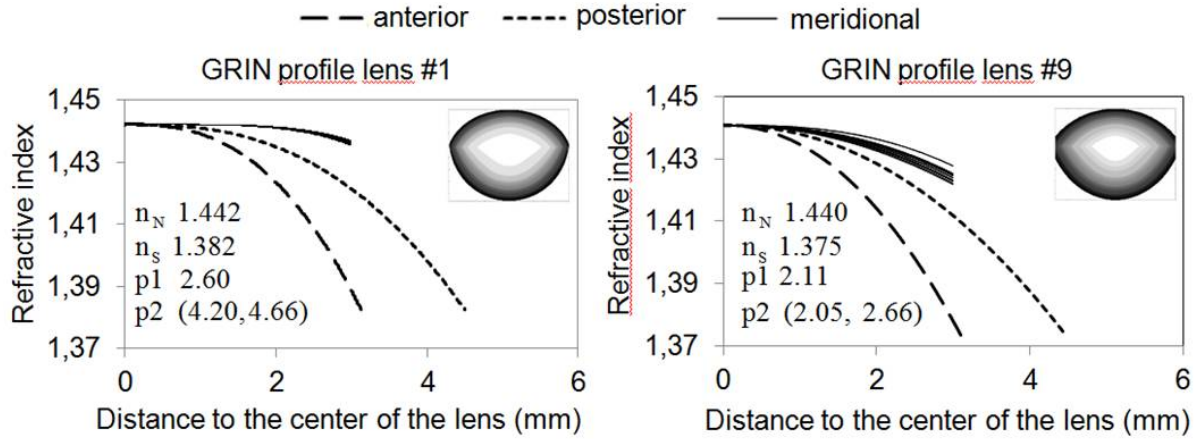 anterior posterior meridional
GRIN profile lens #1
1,45
1,43
1,41
1,39
1,37
Refractive index
n_N 1.442
n_S 1.382
p1 2.60
p2 (4.20,4.66)
0 2 4 6
Distance to the center of the lens (mm)
GRIN profile lens #9
1,45
1,43
1,41
1,39
1,37
Refractive index
n_N 1.440
n_S 1.375
p1 2.11
p2 (2.05, 2.66)
0 2 4 6
Distance to the center of the lens (mm)